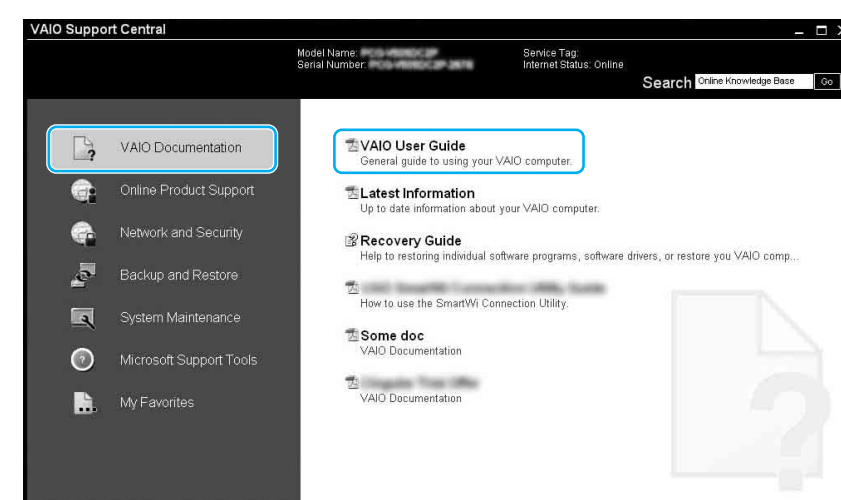 VAIO Support Central
Model Name:
Service Tag:
Serial Number:
Internet Status: Online
Search Online Knowledge Base Go
VAIO Documentation
Online Product Support
Network and Security
Backup and Restore
System Maintenance
Microsoft Support Tools
My Favorites
VAIO User Guide
General guide to using your VAIO computer.
Latest Information
Up to date information about your VAIO computer.
Recovery Guide
Help to restoring individual software programs, software drivers, or restore you VAIO comp...
How to use the SmartWi Connection Utility.
Some doc
VAIO Documentation
VAIO Documentation